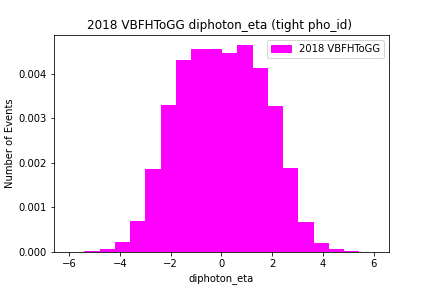 2018 VBFHToGG diphoton_eta (tight pho_id)
2018 VBFHToGG
Number of Events
0.004
0.003
0.002
0.001
0.000
−6 −4 −2 0 2 4 6
diphoton_eta